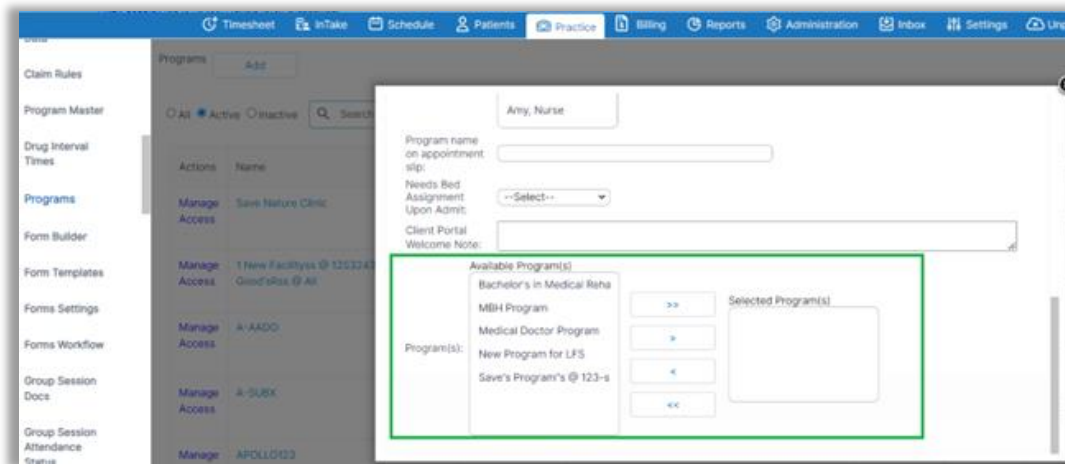 Timesheet InTake Schedule Patients Practice Billing Reports Administration Inbox Settings
Claim Rules
Program Master
Drug Interval
Times
Programs
Form Builder
Form Templates
Forms Settings
Forms Workflow
Group Session
Docs
Group Session
Attendance
Status
Programs Add
All Active Inactive Search
Actions Name
Manage
Access
Save Nature Clinic
Manage
Access
1 New Facilityss @
Manage
Access
A-AADO
Manage
Access
A-SUBX
Manage
APOLLO123
Amy, Nurse
Program name
on appointment
slip:
Needs Bed
Assignment
Upon Admit:
--Select--
Client Portal
Welcome Note:
Program(s):
Available Program(s)
Bachelor's in Medical Reha
MBH Program
Medical Doctor Program
New Program for LFS
Save's Program"s @ 123-s
>>
>
<
<<
Selected Program(s)